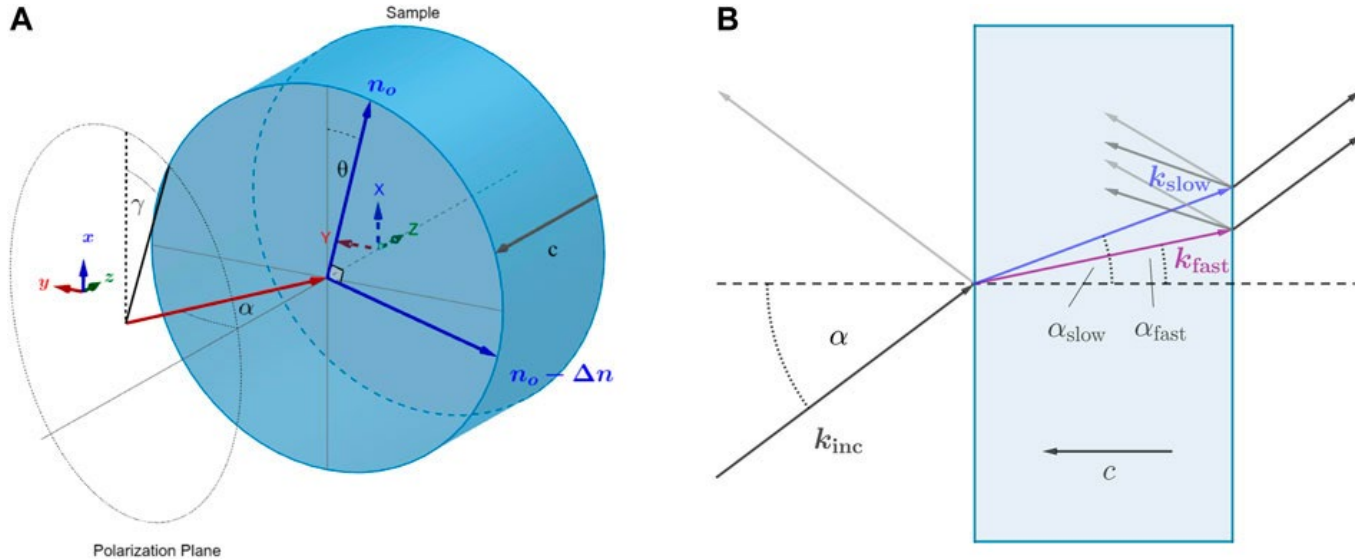 A
Sample
n_o
θ
X
Y
Z
γ
x
y
z
α
c
n_o − Δn
Polarization Plane
B
k_slow
k_fast
α
α_slow
α_fast
k_inc
c